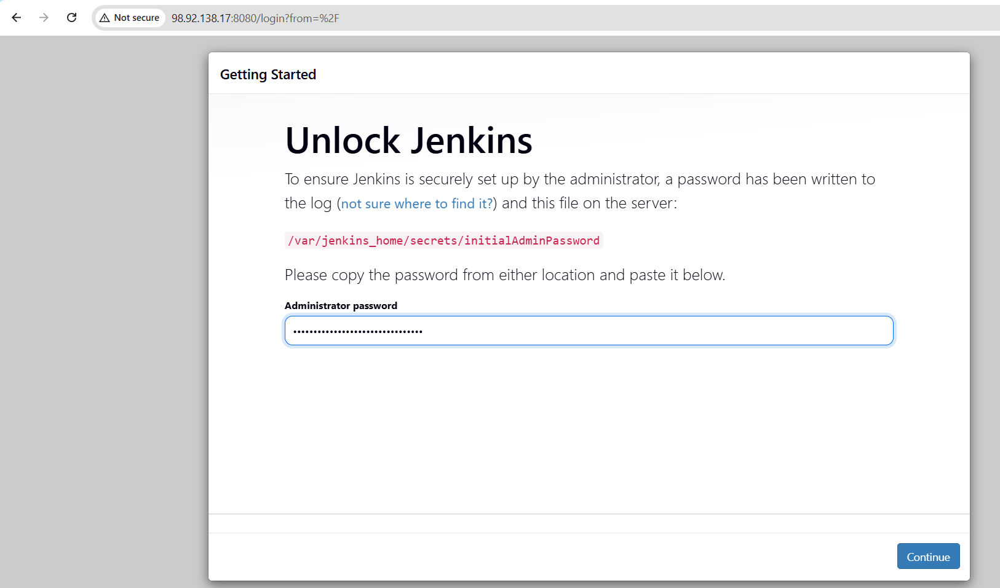 Not secure 98.92.138.17:8080/login?from=%2F
Getting Started
Unlock Jenkins
To ensure Jenkins is securely set up by the administrator, a password has been written to
the log (not sure where to find it?) and this file on the server:
/var/jenkins_home/secrets/initialAdminPassword
Please copy the password from either location and paste it below.
Administrator password
••••••••••••••••••••••••••••••••
Continue